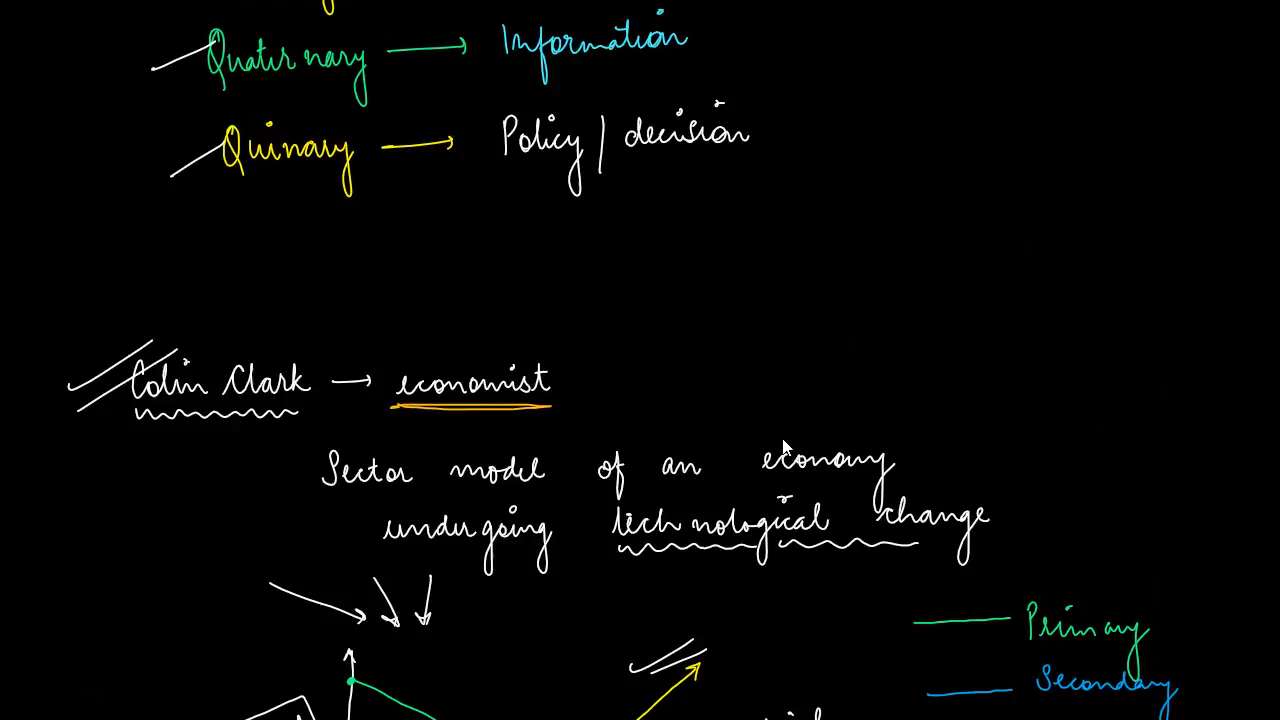 Quaternary → Information
Quinary → Policy / decision
Colin Clark → economist
Sector model of an economy
undergoing technological change
Primary
Secondary